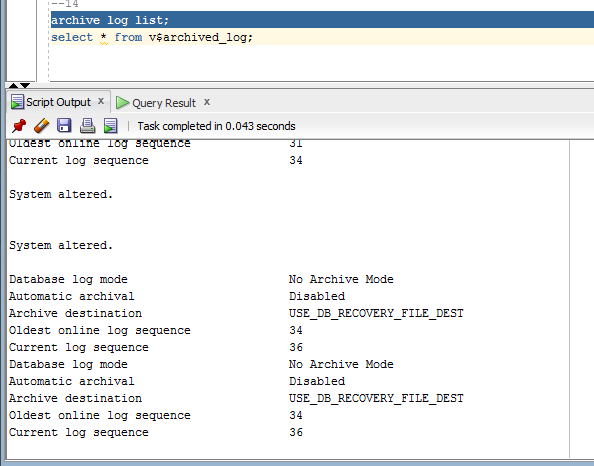 --14
archive log list;
select * from v$archived_log;
Script Output x Query Result x
Task completed in 0.043 seconds
Oldest online log sequence 31
Current log sequence 34
System altered.
System altered.
Database log mode No Archive Mode
Automatic archival Disabled
Archive destination USE_DB_RECOVERY_FILE_DEST
Oldest online log sequence 34
Current log sequence 36
Database log mode No Archive Mode
Automatic archival Disabled
Archive destination USE_DB_RECOVERY_FILE_DEST
Oldest online log sequence 34
Current log sequence 36